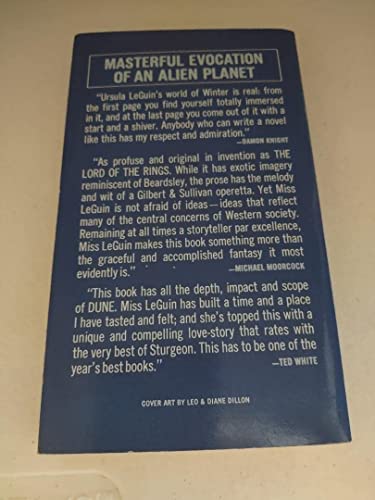 MASTERFUL EVOCATION
OF AN ALIEN PLANET
"Ursula LeGuin's world of Winter is real: from
the first page you find yourself totally immersed
in it, and at the last page you come out of it with a
start and a shiver. Anybody who can write a novel
like this has my respect and admiration."
—DAMON KNIGHT
"As profuse and original in invention as THE
LORD OF THE RINGS. While it has exotic imagery
reminiscent of Beardsley, the prose has the melody
and wit of a Gilbert & Sullivan operetta. Yet Miss
LeGuin is not afraid of ideas—ideas that reflect
many of the central concerns of Western society.
Remaining at all times a storyteller par excellence,
Miss LeGuin makes this book something more than
the graceful and accomplished fantasy it most
evidently is."
—MICHAEL MOORCOCK
"This book has all the depth, impact and scope
of DUNE. Miss LeGuin has built a time and a place
I have tasted and felt; and she's topped this with a
unique and compelling love-story that rates with
the very best of Sturgeon. This has to be one of the
year's best books."
—TED WHITE
COVER ART BY LEO & DIANE DILLON